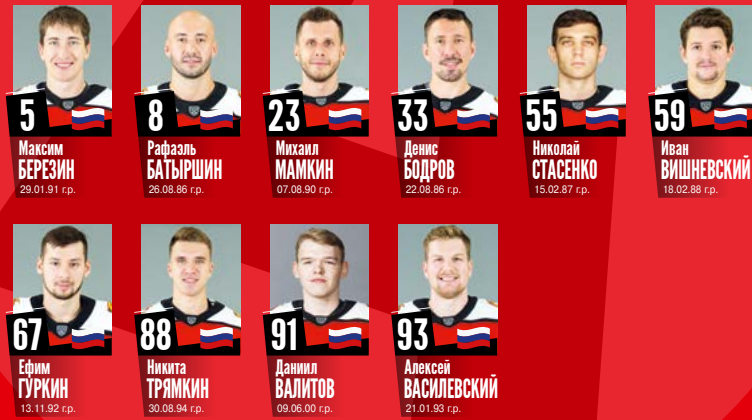 5
Максим
БЕРЕЗИН
29.01.91 г.р.
8
Рафаэль
БАТЫРШИН
26.08.86 г.р.
23
Михаил
МАМКИН
07.08.90 г.р.
33
Денис
БОДРОВ
22.08.86 г.р.
55
Николай
СТАСЕНКО
15.02.87 г.р.
59
Иван
ВИШНЕВСКИЙ
18.02.88 г.р.
67
Ефим
ГУРКИН
13.11.92 г.р.
88
Никита
ТРЯМКИН
30.08.94 г.р.
91
Даниил
ВАЛИТОВ
09.06.00 г.р.
93
Алексей
ВАСИЛЕВСКИЙ
21.01.93 г.р.